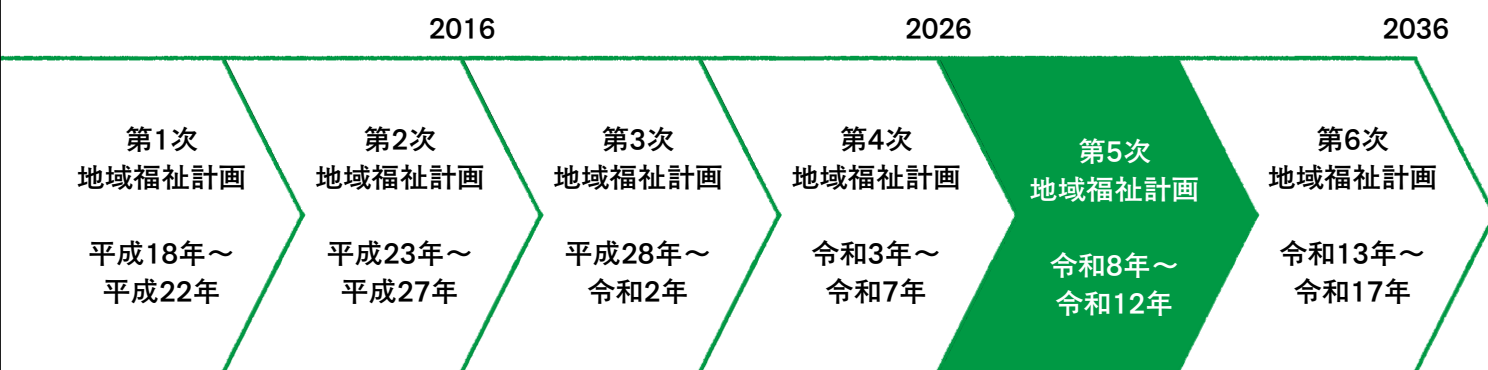 2016
2026
2036
第1次
地域福祉計画
平成18年～
平成22年
第2次
地域福祉計画
平成23年～
平成27年
第3次
地域福祉計画
平成28年～
令和2年
第4次
地域福祉計画
令和3年～
令和7年
第5次
地域福祉計画
令和8年～
令和12年
第6次
地域福祉計画
令和13年～
令和17年